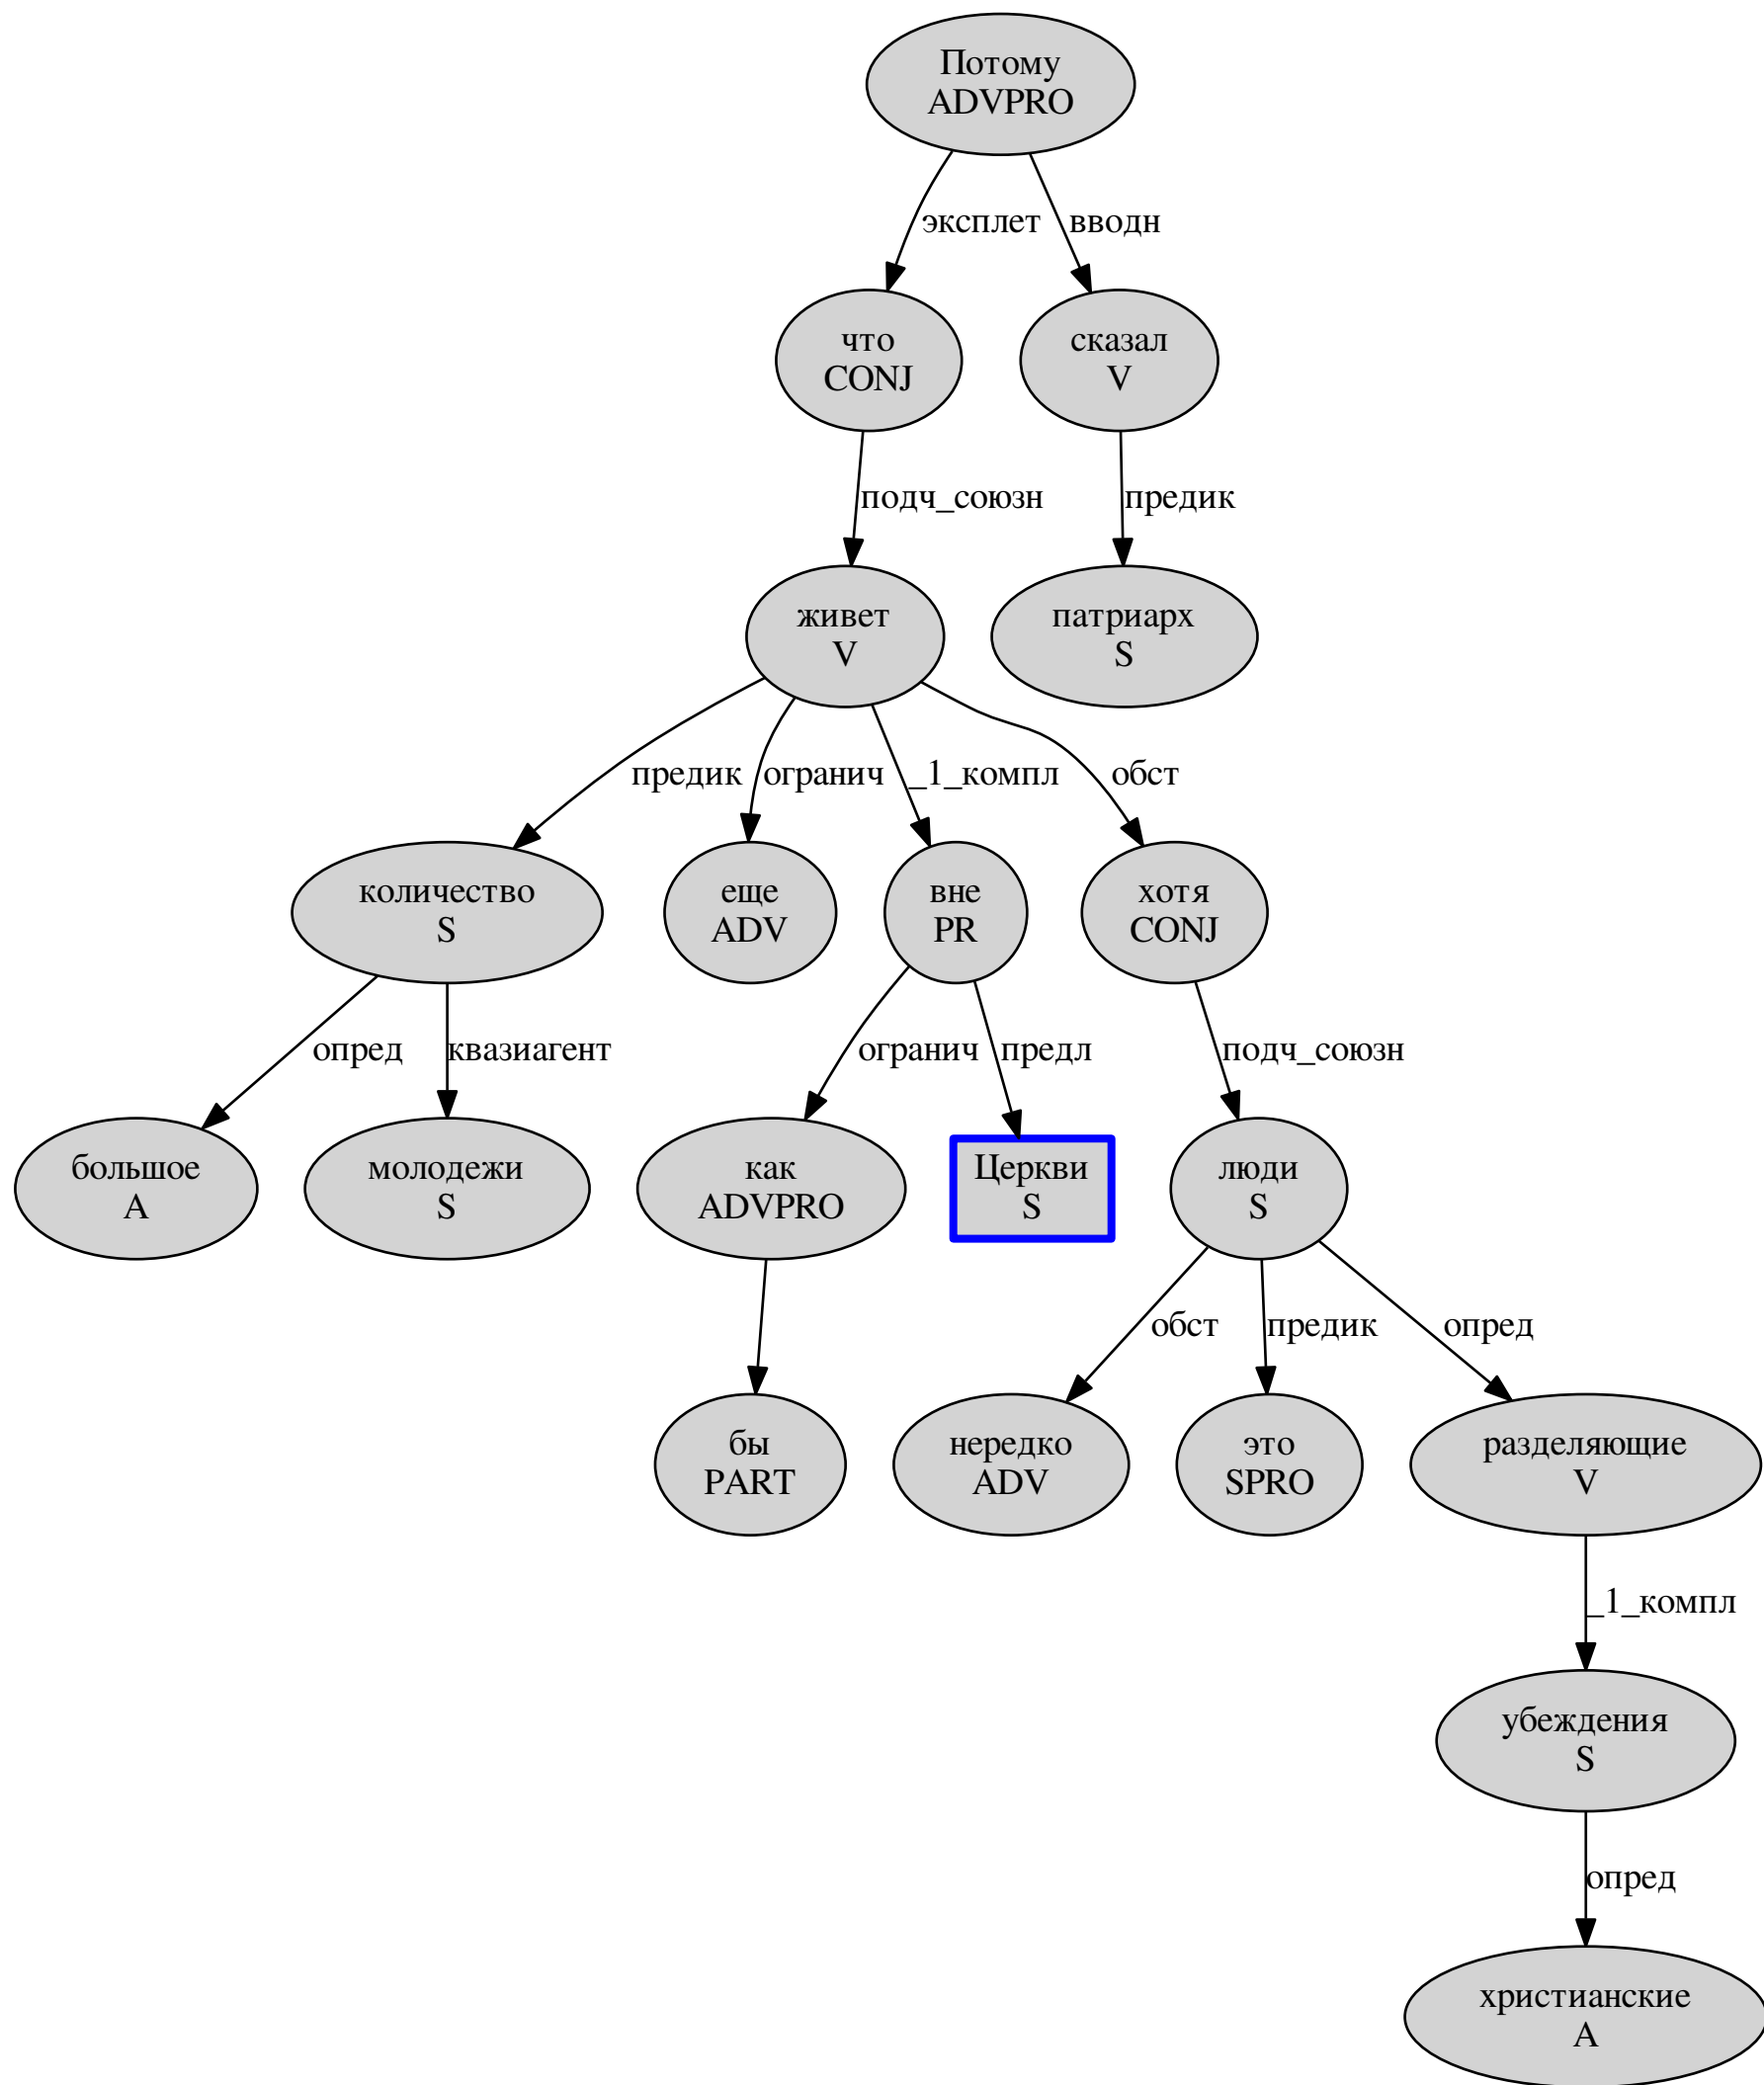 Потому
ADVPRO
эксплет
вводн
что
CONJ
сказал
V
подч_союзн
предик
живет
V
патриарх
S
предик
огранич
_1_компл
обст
количество
S
еще
ADV
вне
PR
хотя
CONJ
опред
квазиагент
огранич
предл
подч_союзн
большое
A
молодежи
S
как
ADVPRO
Церкви
S
люди
S
обст
предик
опред
бы
PART
нередко
ADV
это
SPRO
разделяющие
V
_1_компл
убеждения
S
опред
христианские
A